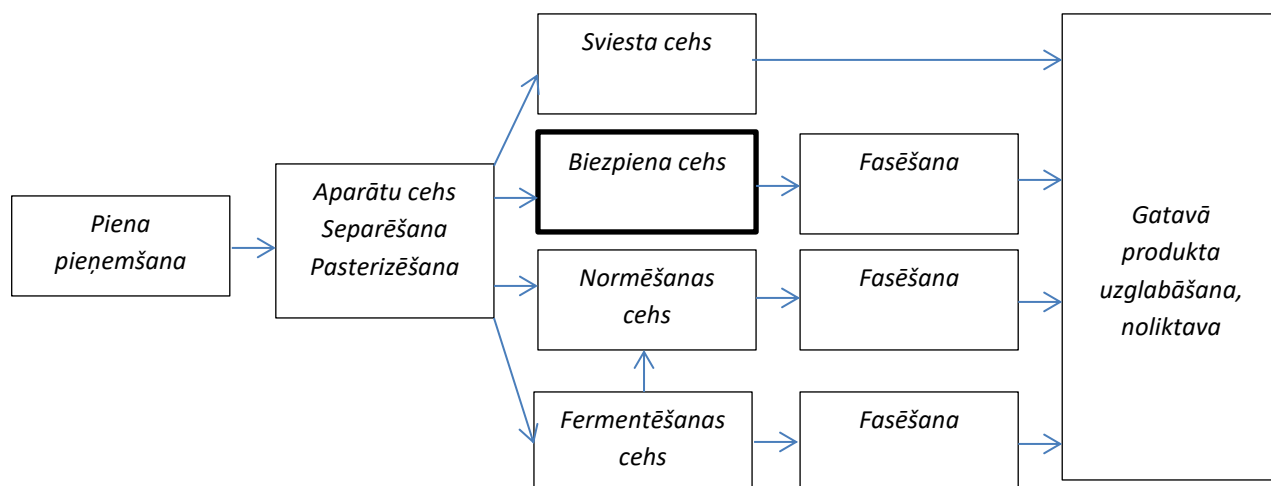 Piena
pieņemšana
Aparātu cehs
Separēšana
Pasterizēšana
Sviesta cehs
Biezpiena cehs
Fasēšana
Normēšanas
cehs
Fasēšana
Fermentēšanas
cehs
Fasēšana
Gatavā
produkta
uzglabāšana,
noliktava